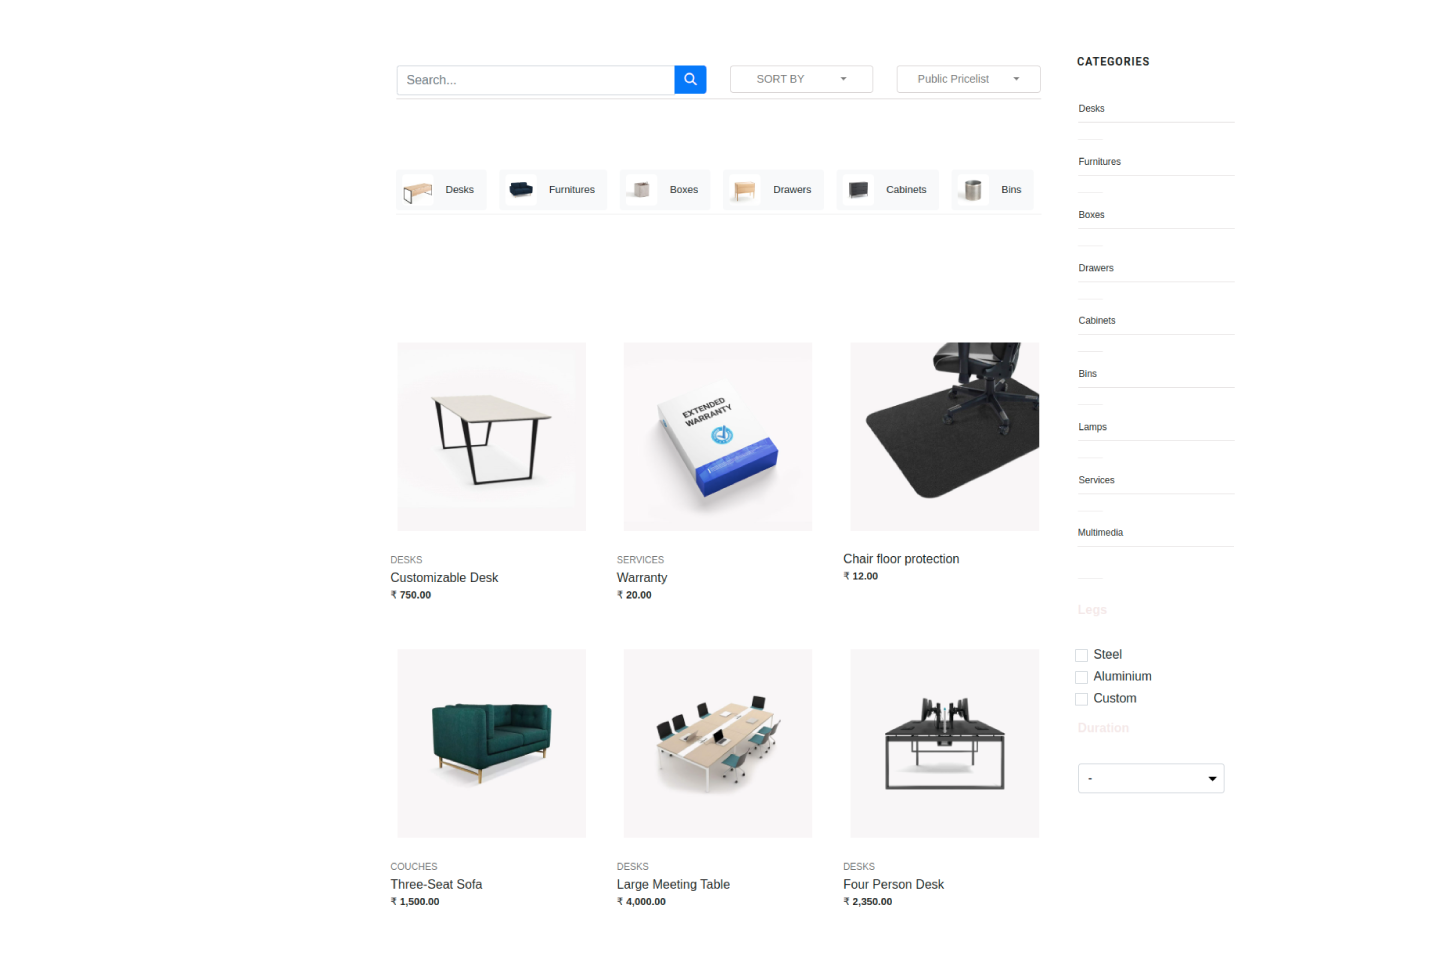 Search...
SORT BY
Public Pricelist
CATEGORIES
Desks
Furnitures
Boxes
Drawers
Cabinets
Bins
Lamps
Services
Multimedia
Legs
Steel
Aluminium
Custom
Duration
-
Desks
Furnitures
Boxes
Drawers
Cabinets
Bins
EXTENDED
WARRANTY
DESKS
Customizable Desk
₹ 750.00
SERVICES
Warranty
₹ 20.00
Chair floor protection
₹ 12.00
COUCHES
Three-Seat Sofa
₹ 1,500.00
DESKS
Large Meeting Table
₹ 4,000.00
DESKS
Four Person Desk
₹ 2,350.00